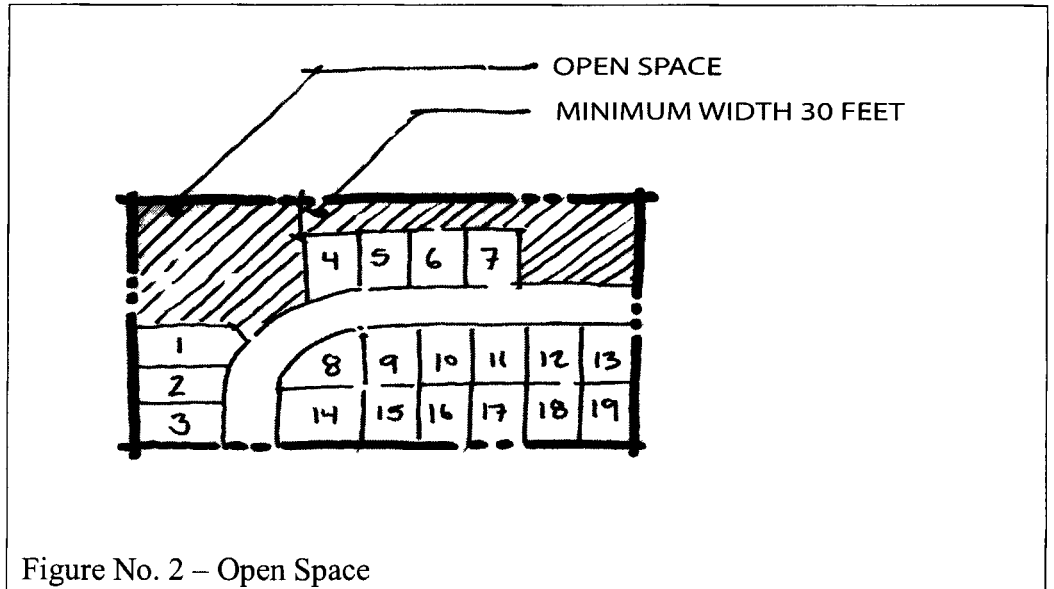 OPEN SPACE
MINIMUM WIDTH 30 FEET
4 5 6 7
1
2
3
8 9 10 11 12 13
14 15 16 17 18 19
Figure No. 2 – Open Space